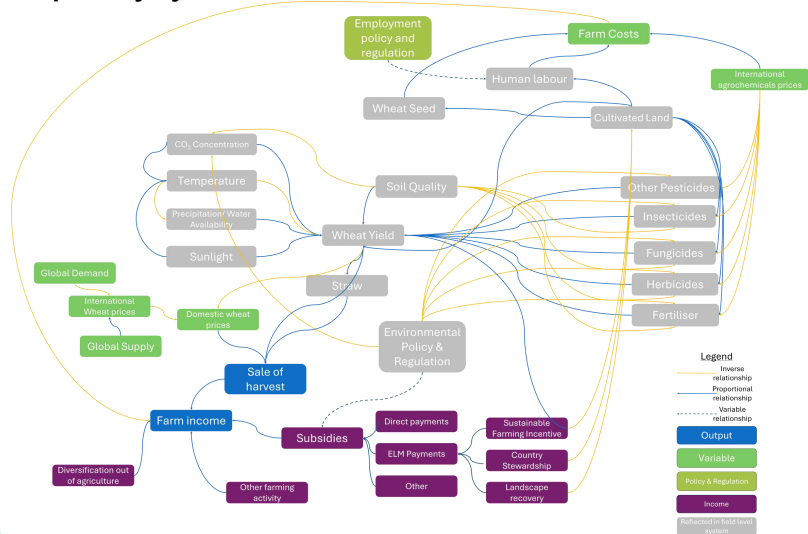 Employment
policy and
regulation
Farm Costs
Human labour
International
agrochemicals prices
Wheat Seed
Cultivated Land
CO₂ Concentration
Temperature
Soil Quality
Other Pesticides
Precipitation/ Water
Availability
Insecticides
Wheat Yield
Sunlight
Fungicides
Global Demand
Straw
Herbicides
International
Wheat prices
Domestic wheat
prices
Fertiliser
Global Supply
Environmental
Policy &
Regulation
Sale of
harvest
Legend
Inverse
relationship
Proportional
relationship
Variable
relationship
Output
Variable
Policy & Regulation
Income
Reflected in field level
system
Farm income
Subsidies
Direct payments
ELM Payments
Other
Sustainable
Farming Incentive
Country
Stewardship
Landscape
recovery
Diversification out
of agriculture
Other farming
activity